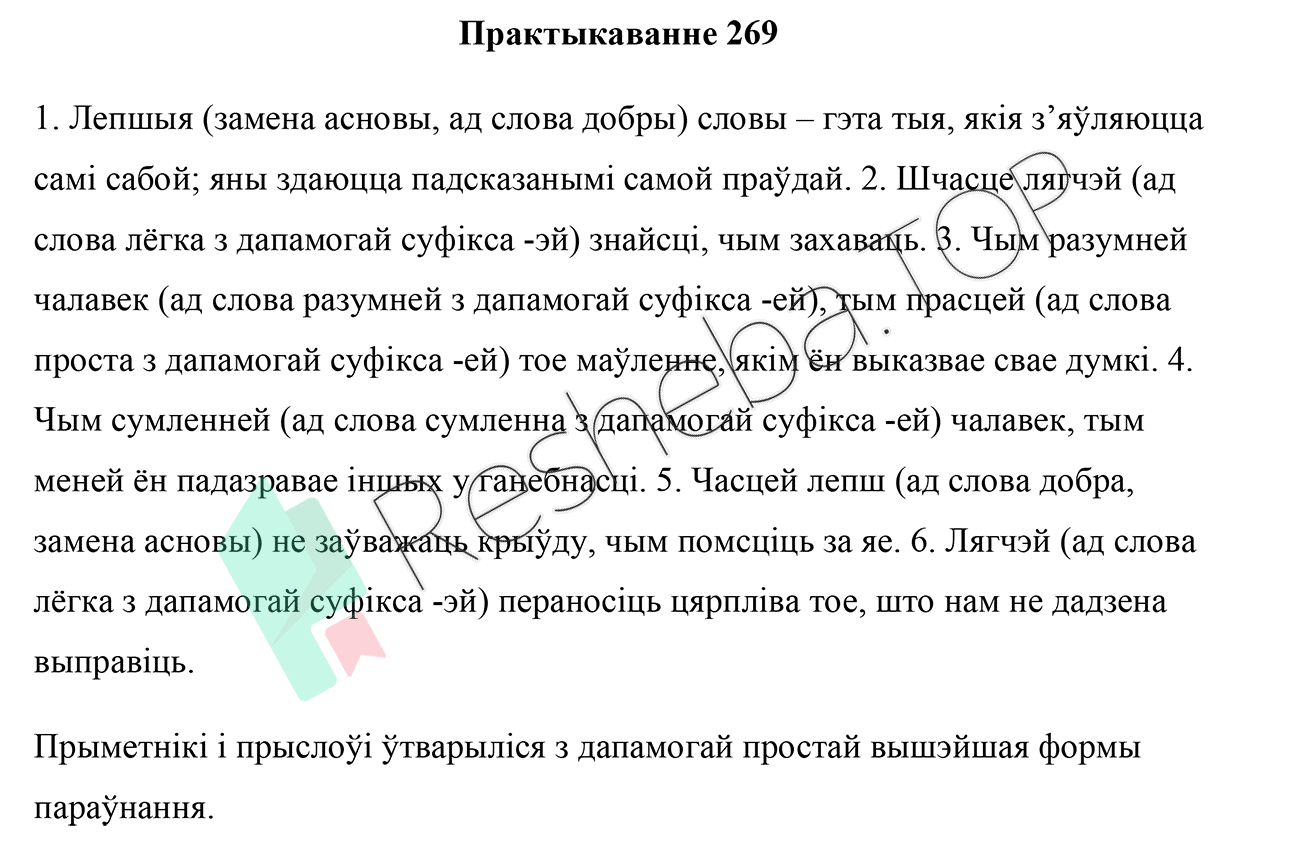 Практыкаванне 269
1. Лепшыя (замена асновы, ад слова добры) словы – гэта тыя, якія з’яўляюцца
самі сабой; яны здаюцца падсказанымі самой праўдай. 2. Шчасце лягчэй (ад
слова лёгка з дапамогай суфікса -эй) знайсці, чым захаваць. 3. Чым разумней
чалавек (ад слова разумней з дапамогай суфікса -ей), тым прасцей (ад слова
проста з дапамогай суфікса -ей) тое маўленне, якім ён выказвае свае думкі. 4.
Чым сумленней (ад слова сумленна з дапамогай суфікса -ей) чалавек, тым
меней ён падазравае іншых у ганебнасці. 5. Часцей лепш (ад слова добра,
замена асновы) не заўважаць крыўду, чым помсціць за яе. 6. Лягчэй (ад слова
лёгка з дапамогай суфікса -эй) пераносіць цярпліва тое, што нам не дадзена
выправіць.
Прыметнікі і прыслоўі ўтварыліся з дапамогай простай вышэйшая формы
параўнання.
Resheba.TOP